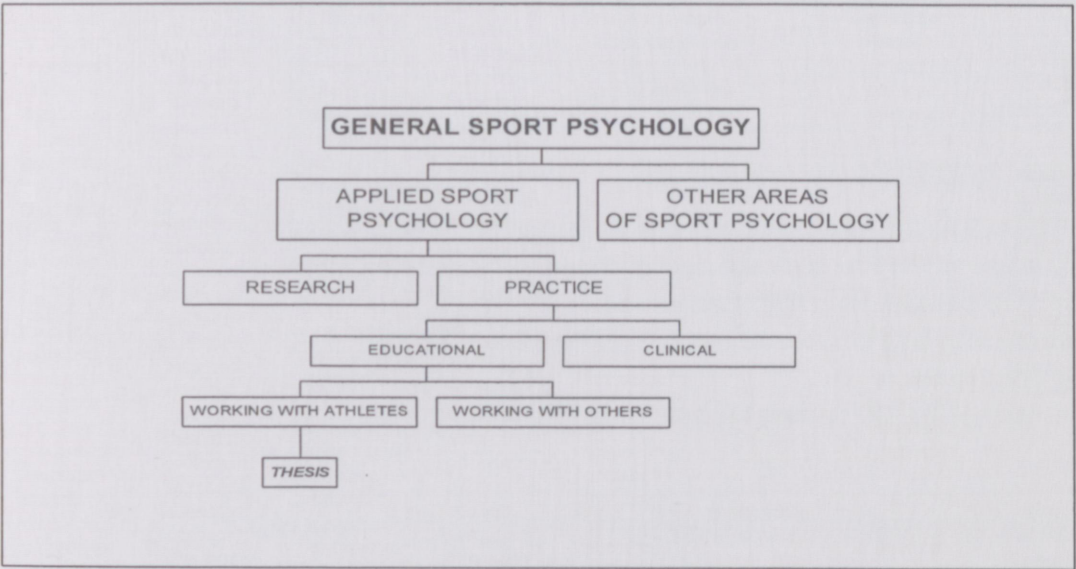 GENERAL SPORT PSYCHOLOGY
APPLIED SPORT
PSYCHOLOGY
OTHER AREAS
OF SPORT PSYCHOLOGY
RESEARCH
PRACTICE
EDUCATIONAL
CLINICAL
WORKING WITH ATHLETES
WORKING WITH OTHERS
THESIS